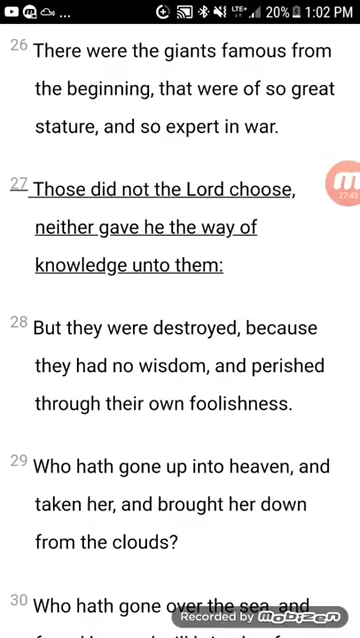 LTE+ 20% 1:02 PM
26 There were the giants famous from
the beginning, that were of so great
stature, and so expert in war.
27 Those did not the Lord choose,
neither gave he the way of
knowledge unto them:
28 But they were destroyed, because
they had no wisdom, and perished
through their own foolishness.
29 Who hath gone up into heaven, and
taken her, and brought her down
from the clouds?
30 Who hath gone over the sea, and
Recorded by mobizen